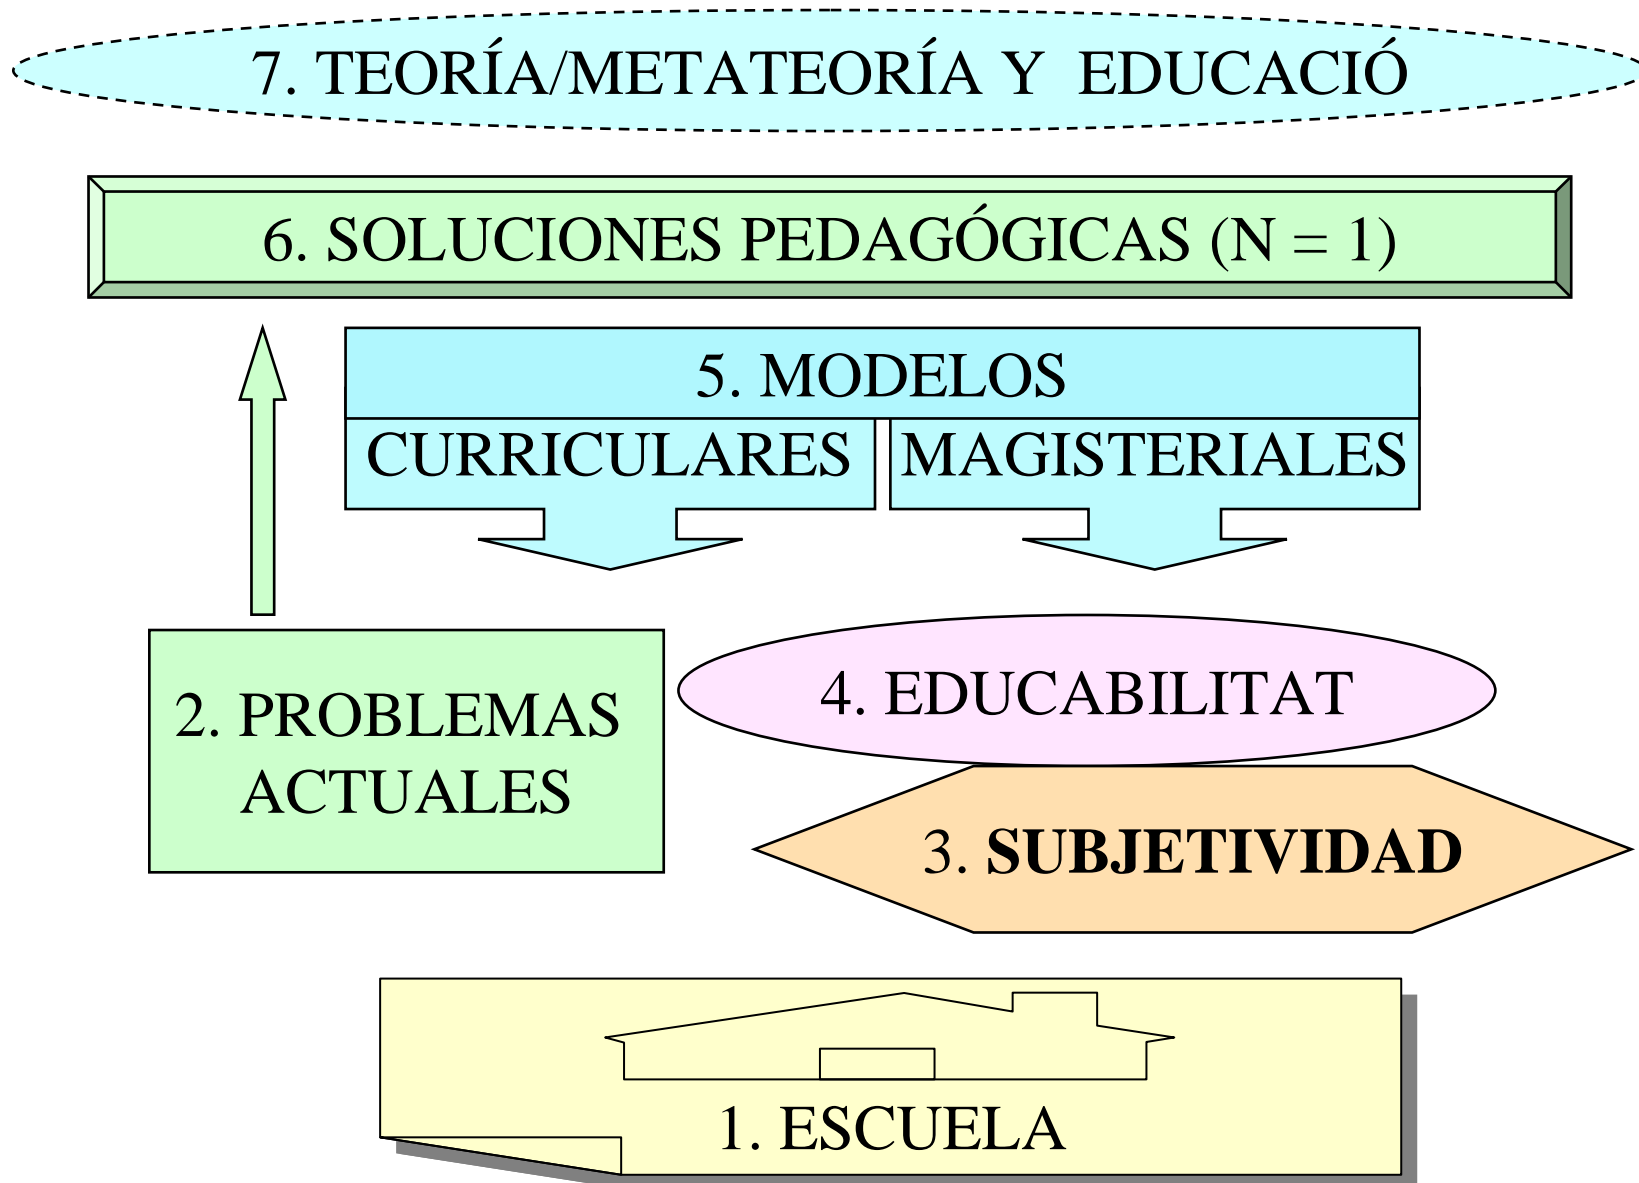 7. TEORÍA/METATEORÍA Y EDUCACIÓ
6. SOLUCIONES PEDAGÓGICAS (N = 1)
5. MODELOS
CURRICULARES
MAGISTERIALES
2. PROBLEMAS
ACTUALES
4. EDUCABILITAT
3. SUBJETIVIDAD
1. ESCUELA